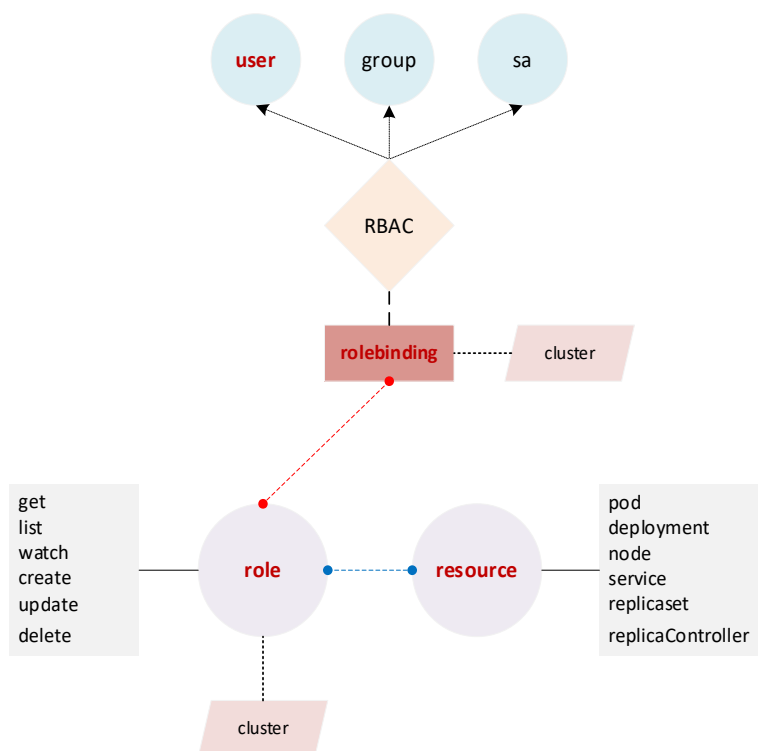 user
group
sa
RBAC
rolebinding
cluster
get
list
watch
create
update
delete
role
resource
pod
deployment
node
service
replicaset
replicaController
cluster